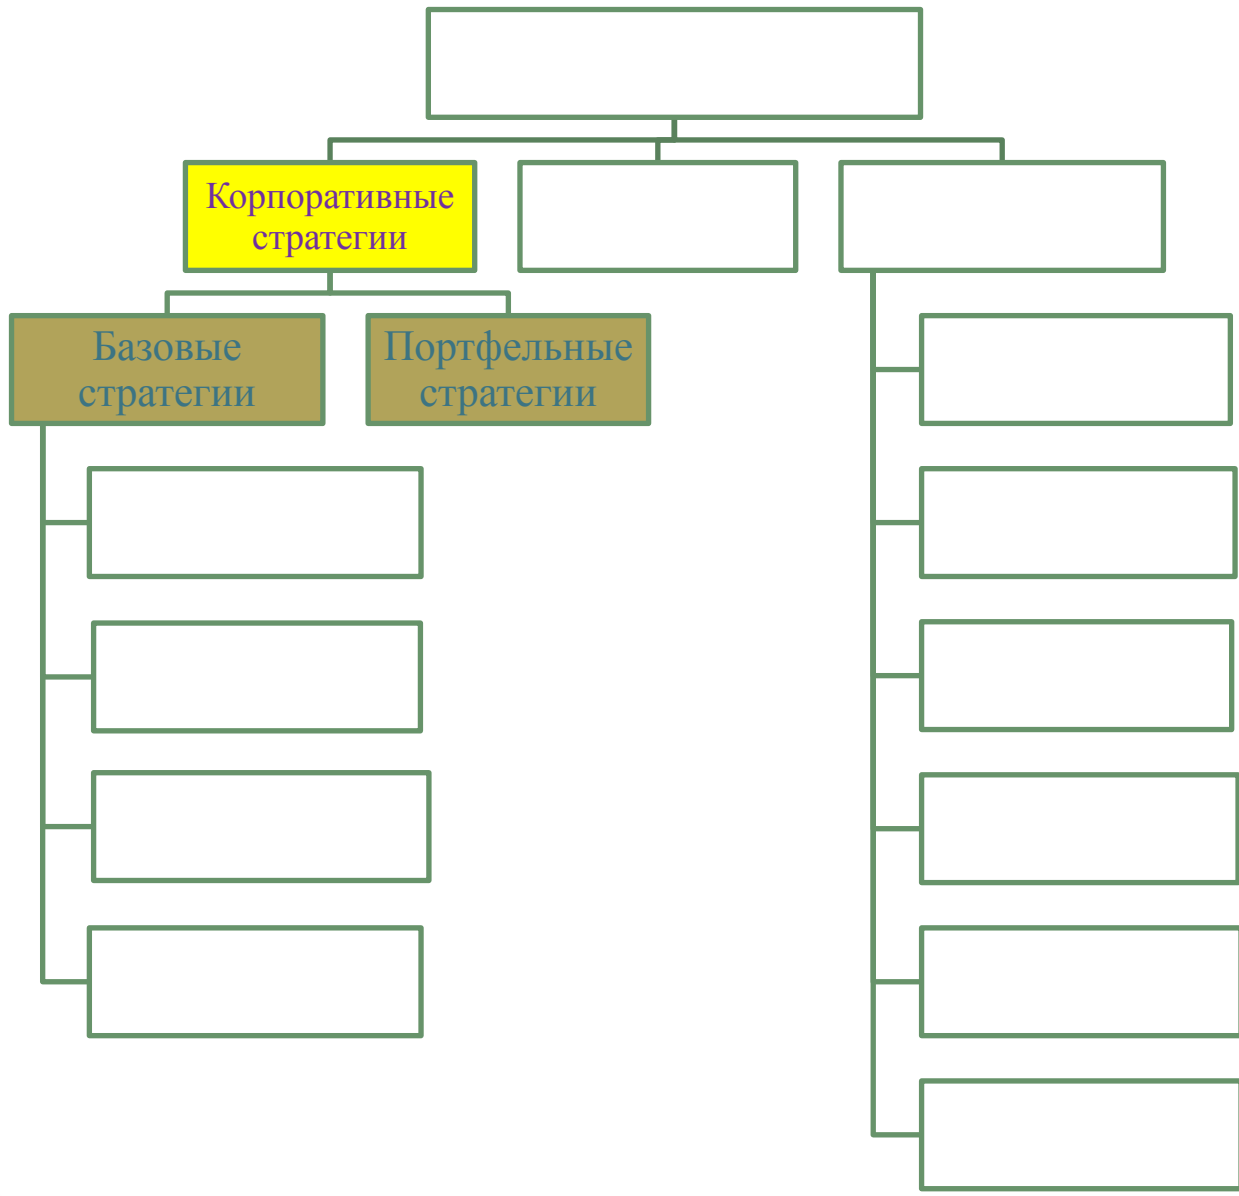 Корпоративные
стратегии
Базовые
стратегии
Портфельные
стратегии